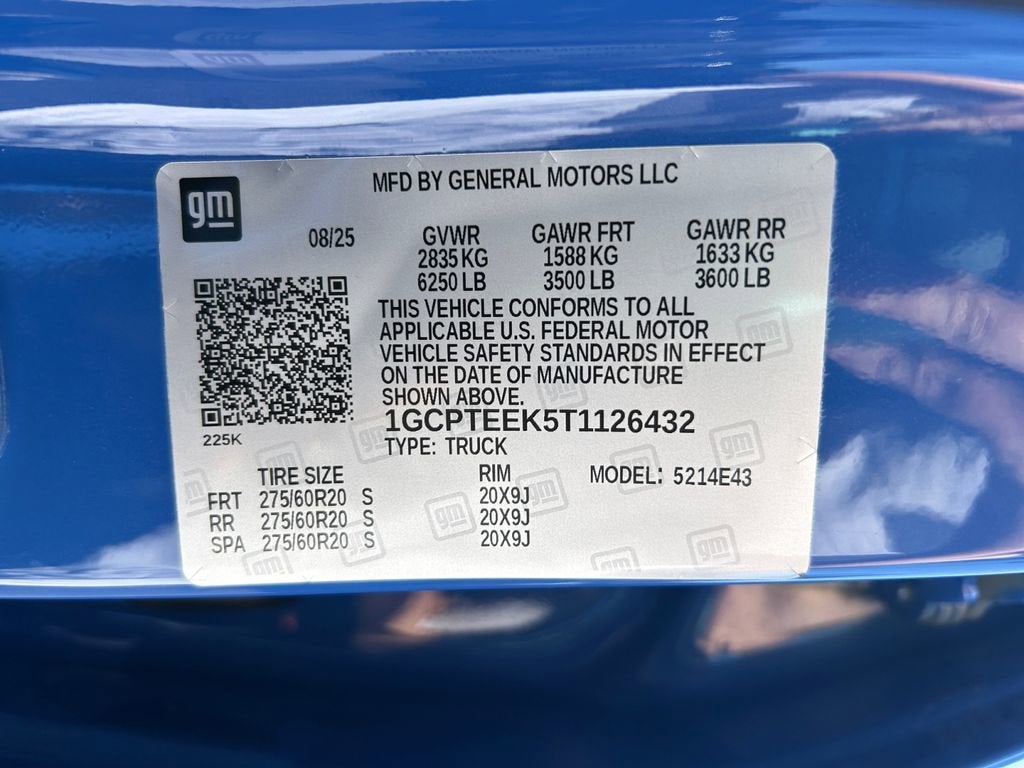 gm
MFD BY GENERAL MOTORS LLC
08/25
GVWR GAWR FRT GAWR RR
2835 KG 1588 KG 1633 KG
6250 LB 3500 LB 3600 LB
THIS VEHICLE CONFORMS TO ALL
APPLICABLE U.S. FEDERAL MOTOR
VEHICLE SAFETY STANDARDS IN EFFECT
ON THE DATE OF MANUFACTURE
SHOWN ABOVE.
1GCPTEEK5T1126432
225K
TYPE: TRUCK
TIRE SIZE RIM MODEL: 5214E43
FRT 275/60R20 S 20X9J
RR 275/60R20 S 20X9J
SPA 275/60R20 S 20X9J